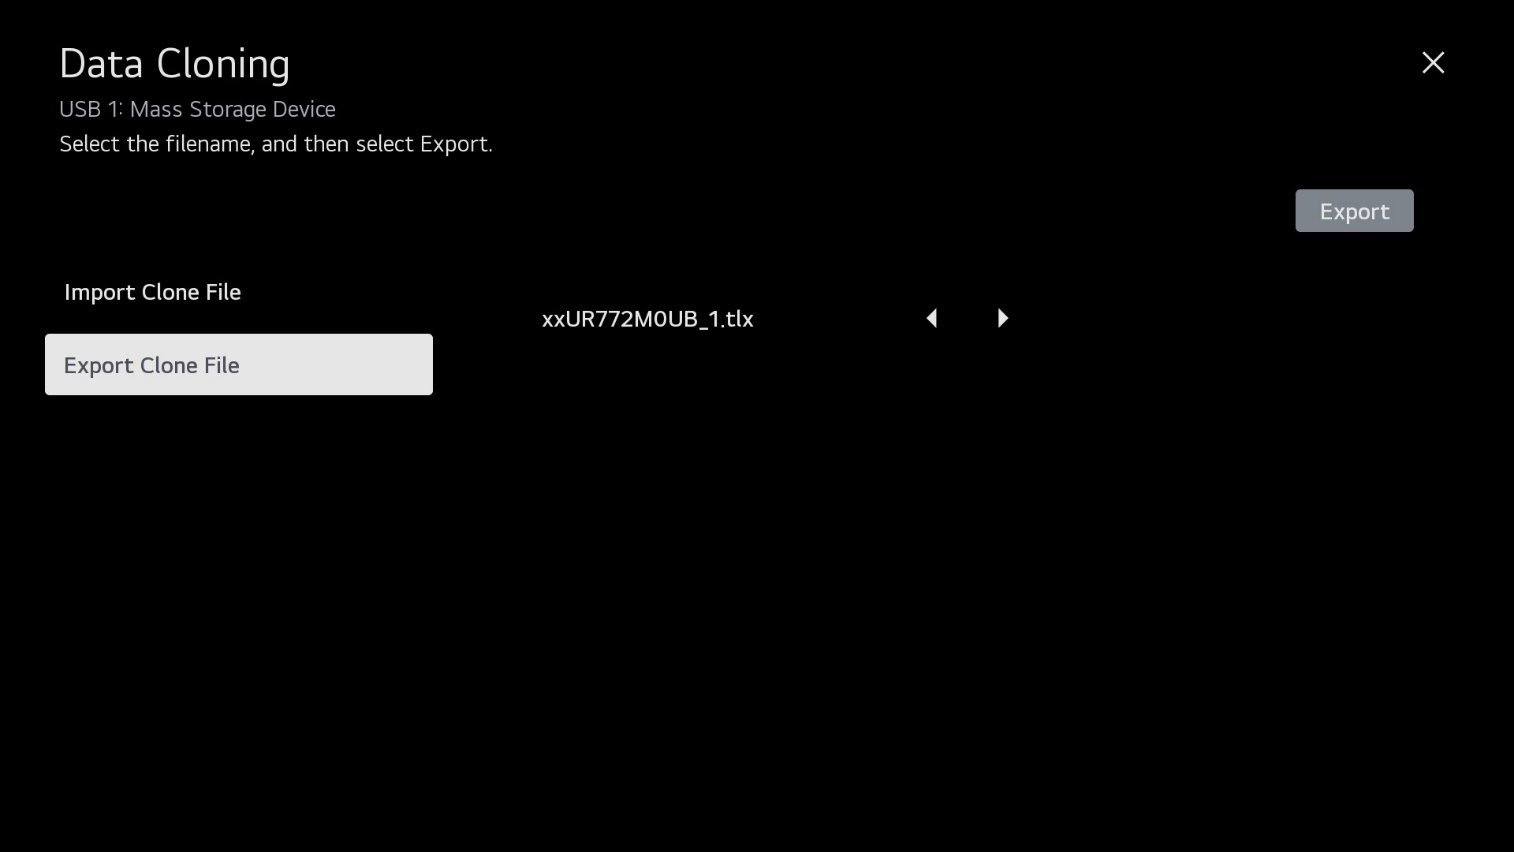 Data Cloning
USB 1: Mass Storage Device
Select the filename, and then select Export.
Export
Import Clone File
Export Clone File
xxUR772M0UB_1.tlx